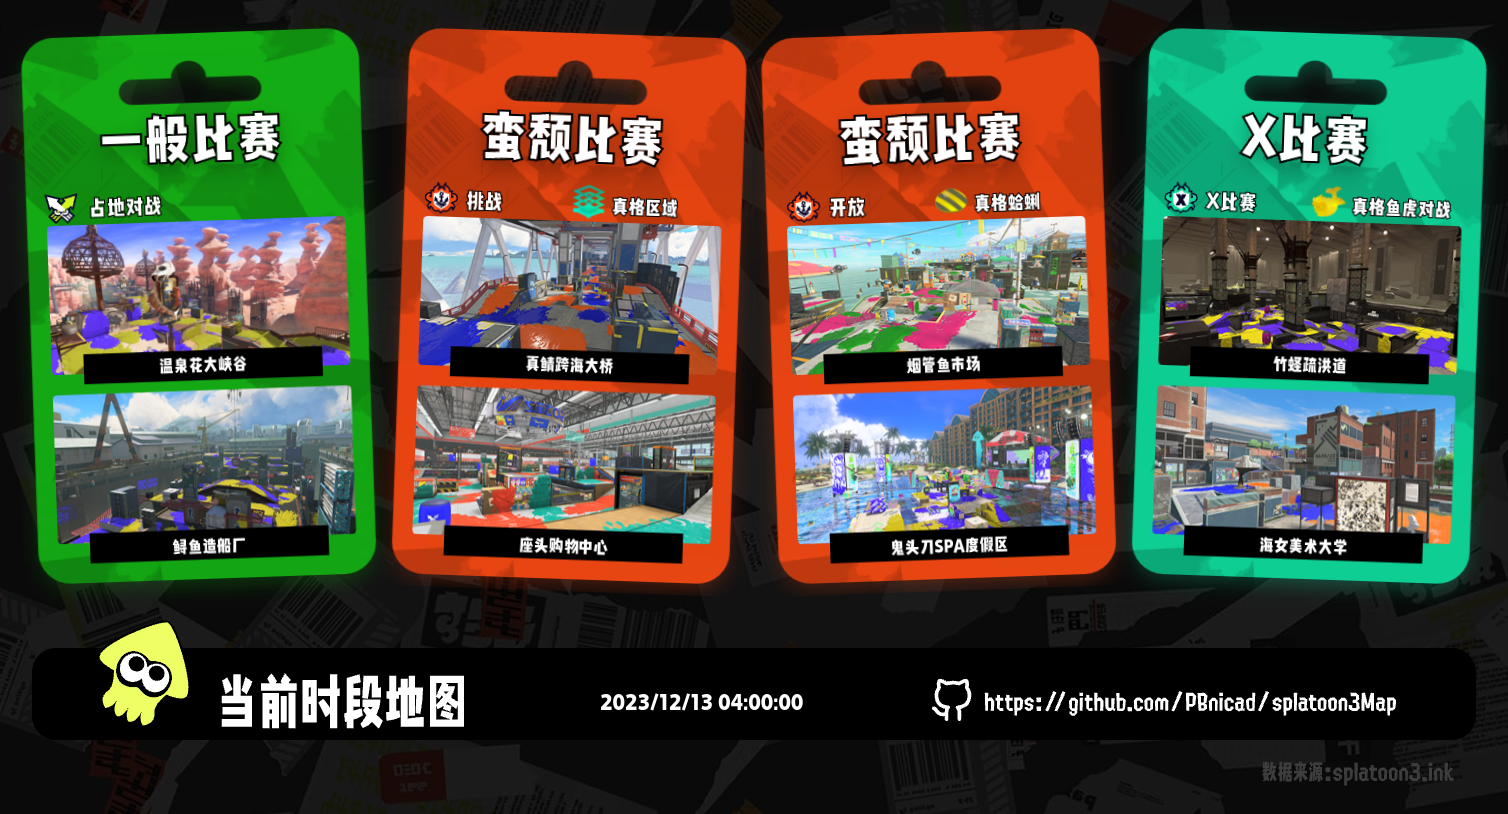 一般比赛
占地对战
温泉花大峡谷
鲟鱼造船厂
蛮颓比赛
挑战
真格区域
真鲭跨海大桥
座头购物中心
蛮颓比赛
开放
真格蛤蜊
烟管鱼市场
鬼头刀SPA度假区
X比赛
X比赛
真格鱼虎对战
竹蛏疏洪道
海女美术大学
当前时段地图
2023/12/13 04:00:00
https://github.com/PBnicad/splatoon3Map
数据来源:splatoon3.ink